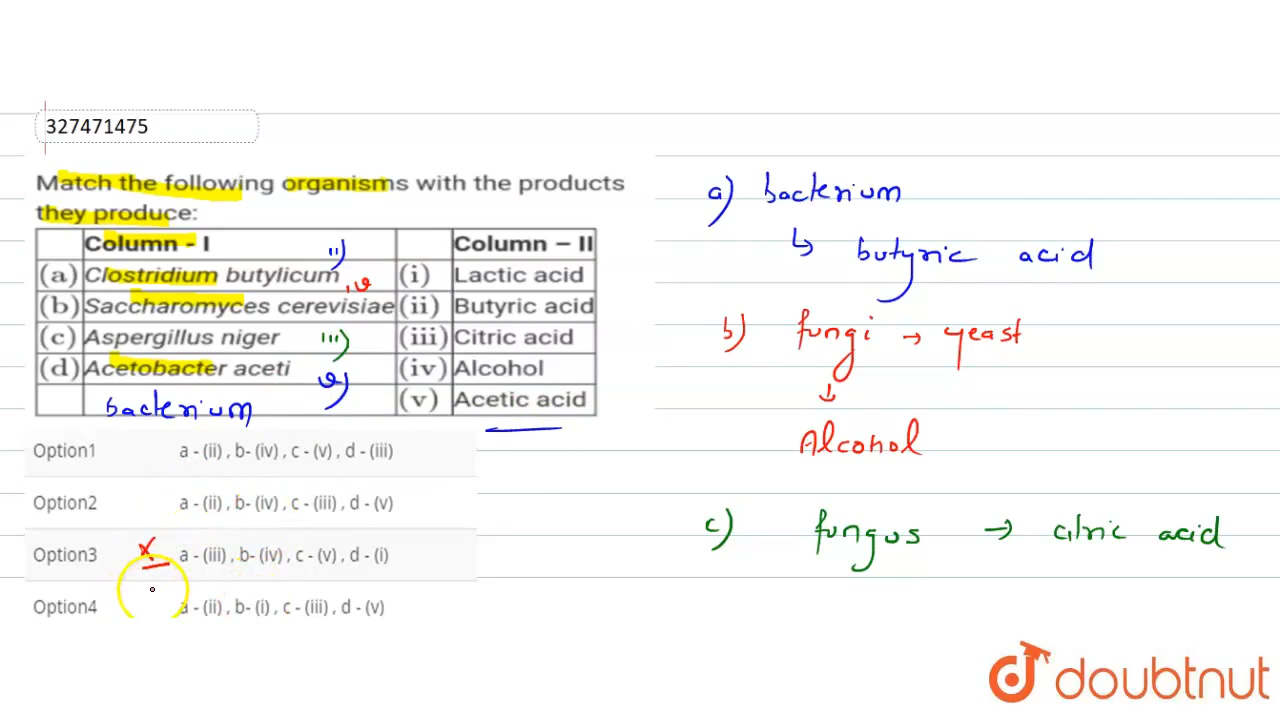 327471475
Match the following organisms with the products
they produce:
Column - I Column – II
ii)
(a) Clostridium butylicum (i) Lactic acid
iv
(b) Saccharomyces cerevisiae (ii) Butyric acid
(c) Aspergillus niger iii) (iii) Citric acid
(d) Acetobacter aceti v) (iv) Alcohol
bacterium (v) Acetic acid
Option1 a - (ii) , b- (iv) , c - (v) , d - (iii)
Option2 a - (ii) , b- (iv) , c - (iii) , d - (v)
Option3 x a - (iii) , b- (iv) , c - (v) , d - (i)
Option4 a - (ii) , b- (i) , c - (iii) , d - (v)
a) bacterium
↳ butyric acid
b) fungi → yeast
↓
Alcohol
c) fungus → citric acid
doubtnut